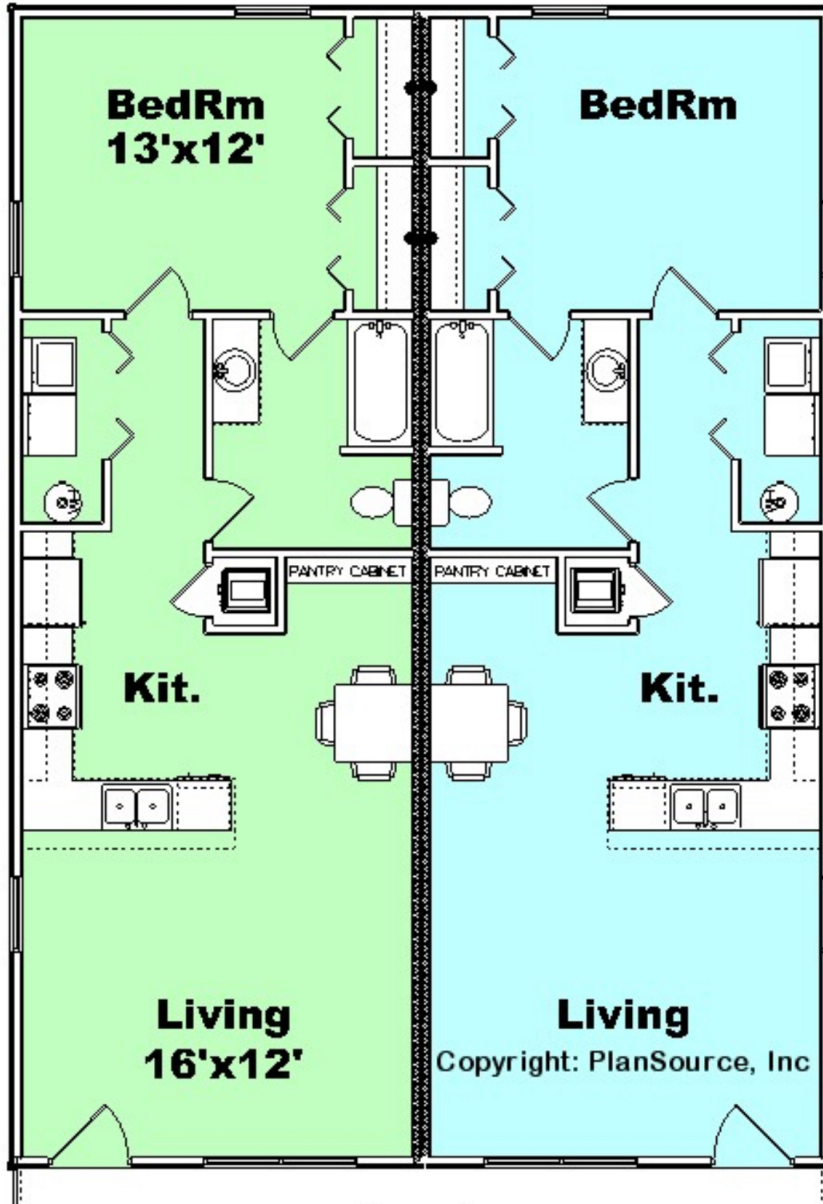 BedRm
13'x12'
BedRm
PANTRY CABINET
PANTRY CABINET
Kit.
Kit.
Living
16'x12'
Living
Copyright: PlanSource, Inc